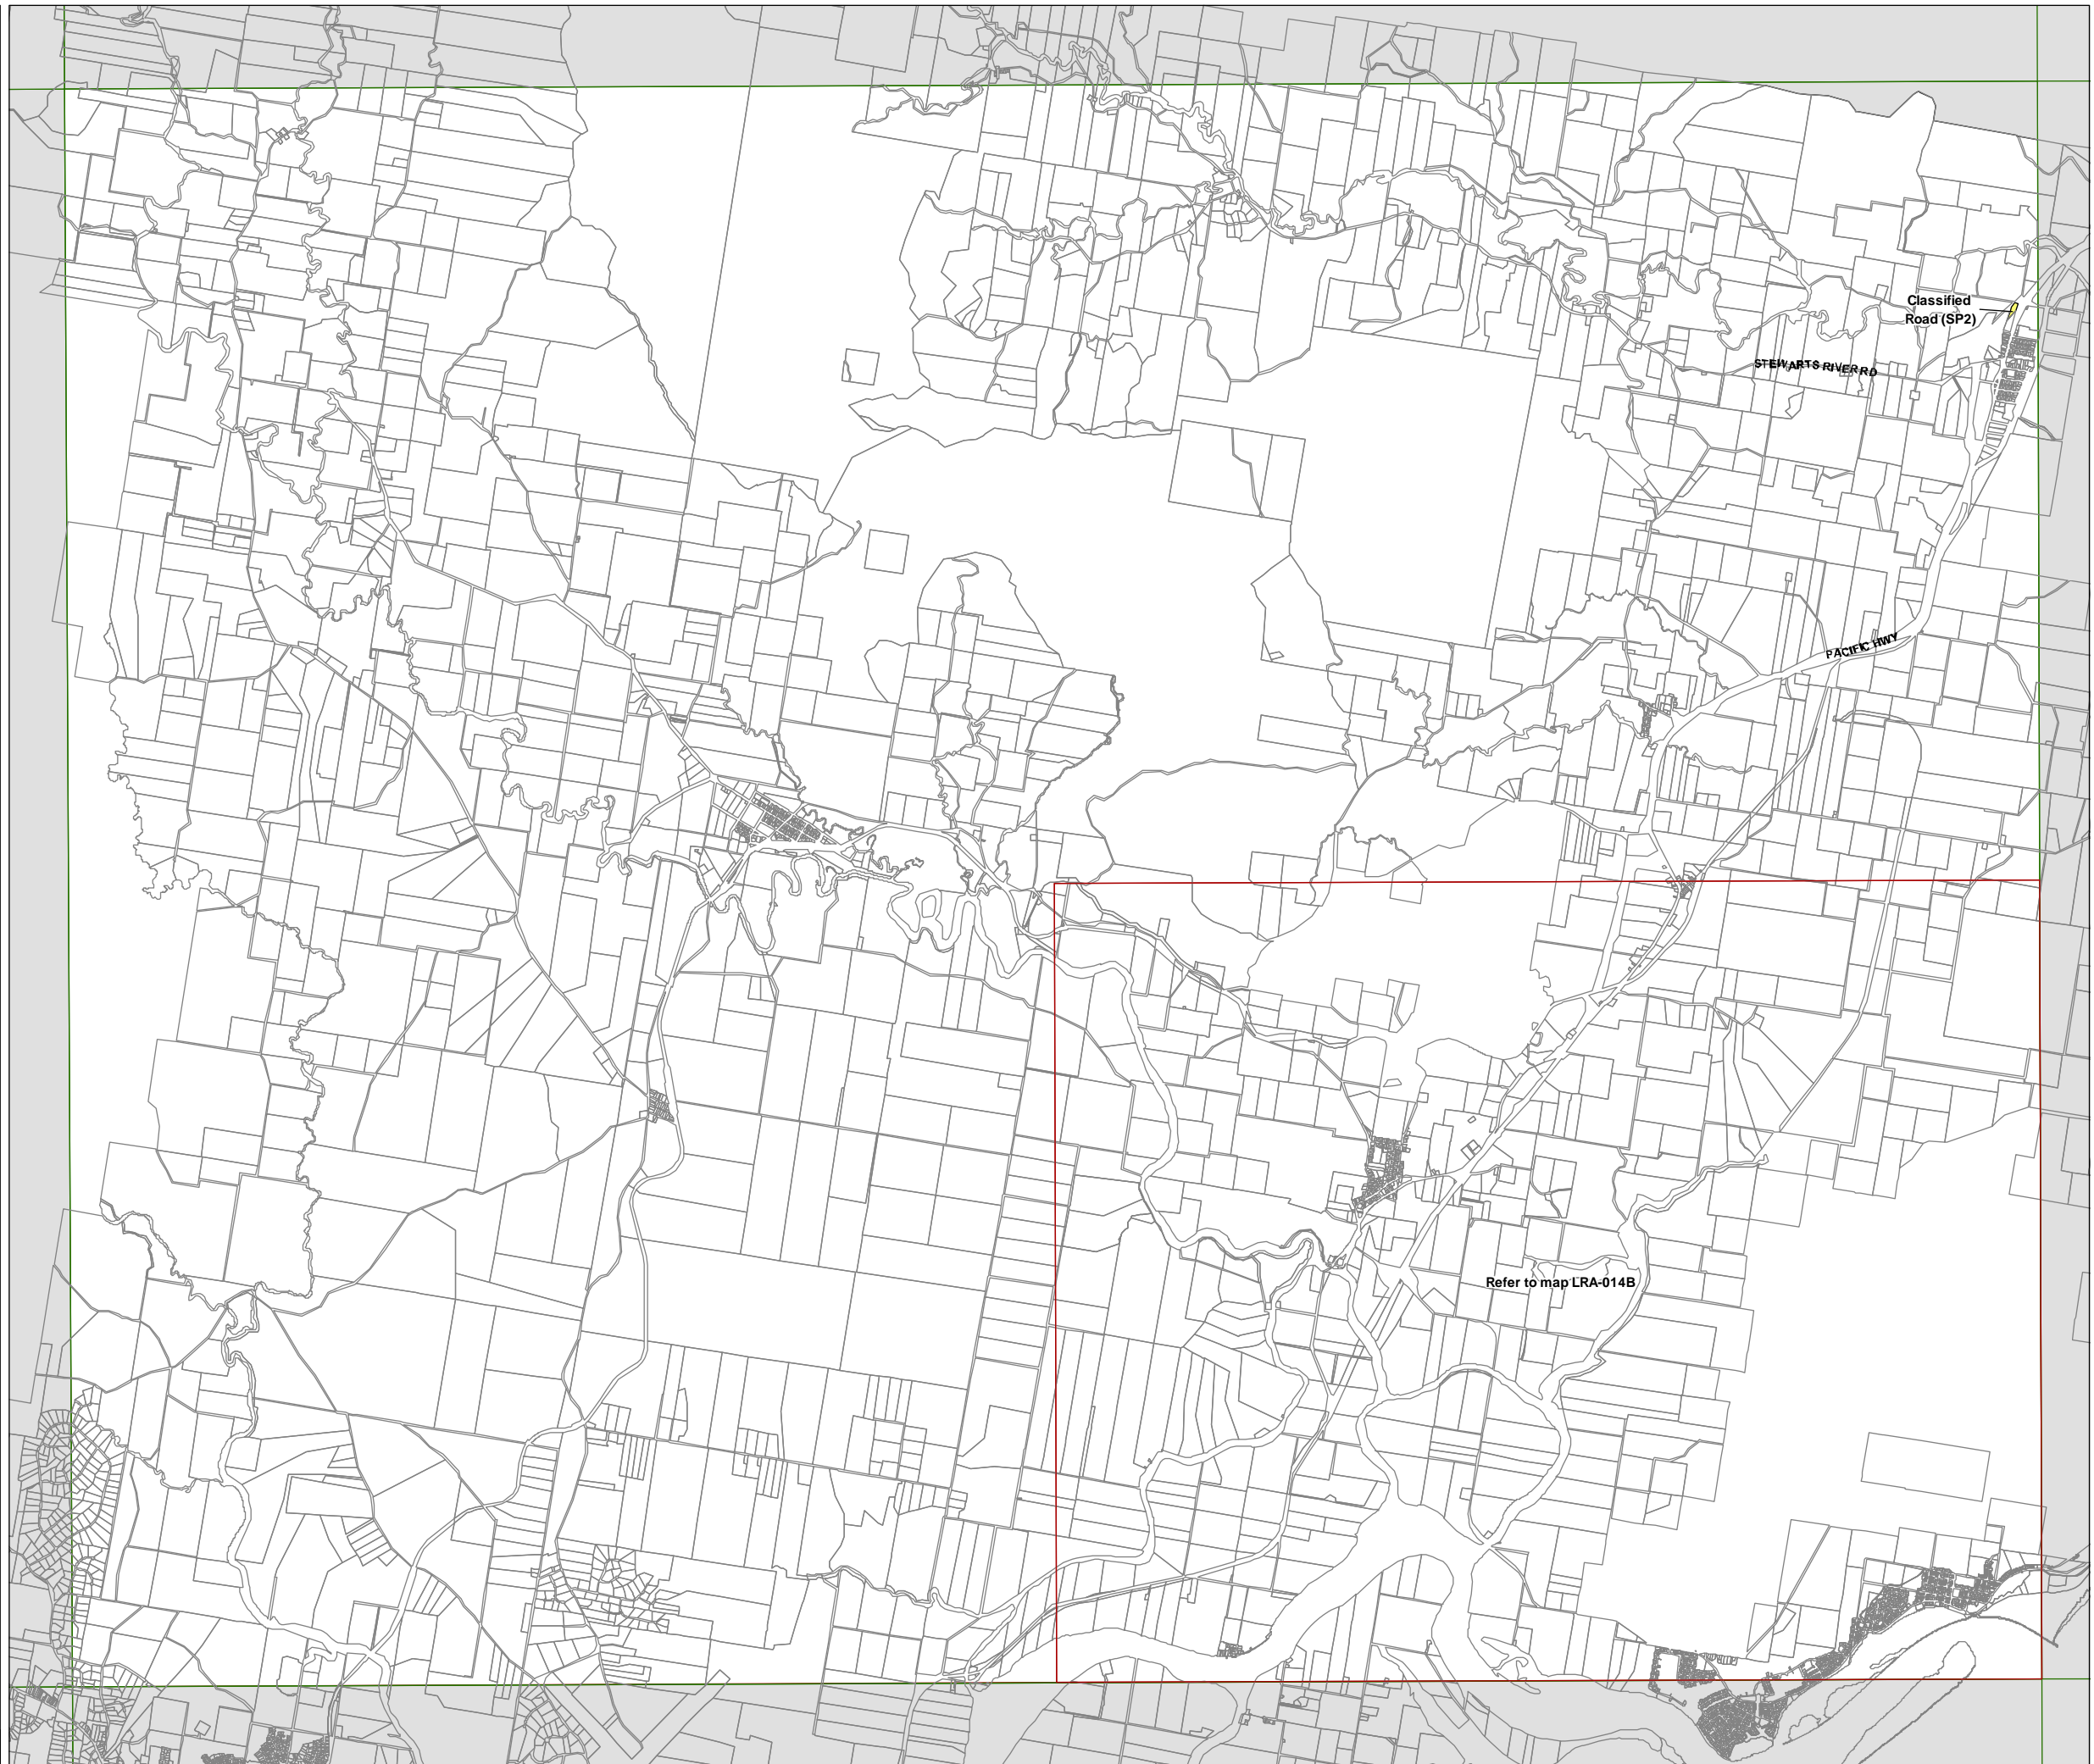 Classified
Road (SP2)
STEWARTS RIVER RD
PACIFIC HWY
Refer to map LRA-014B